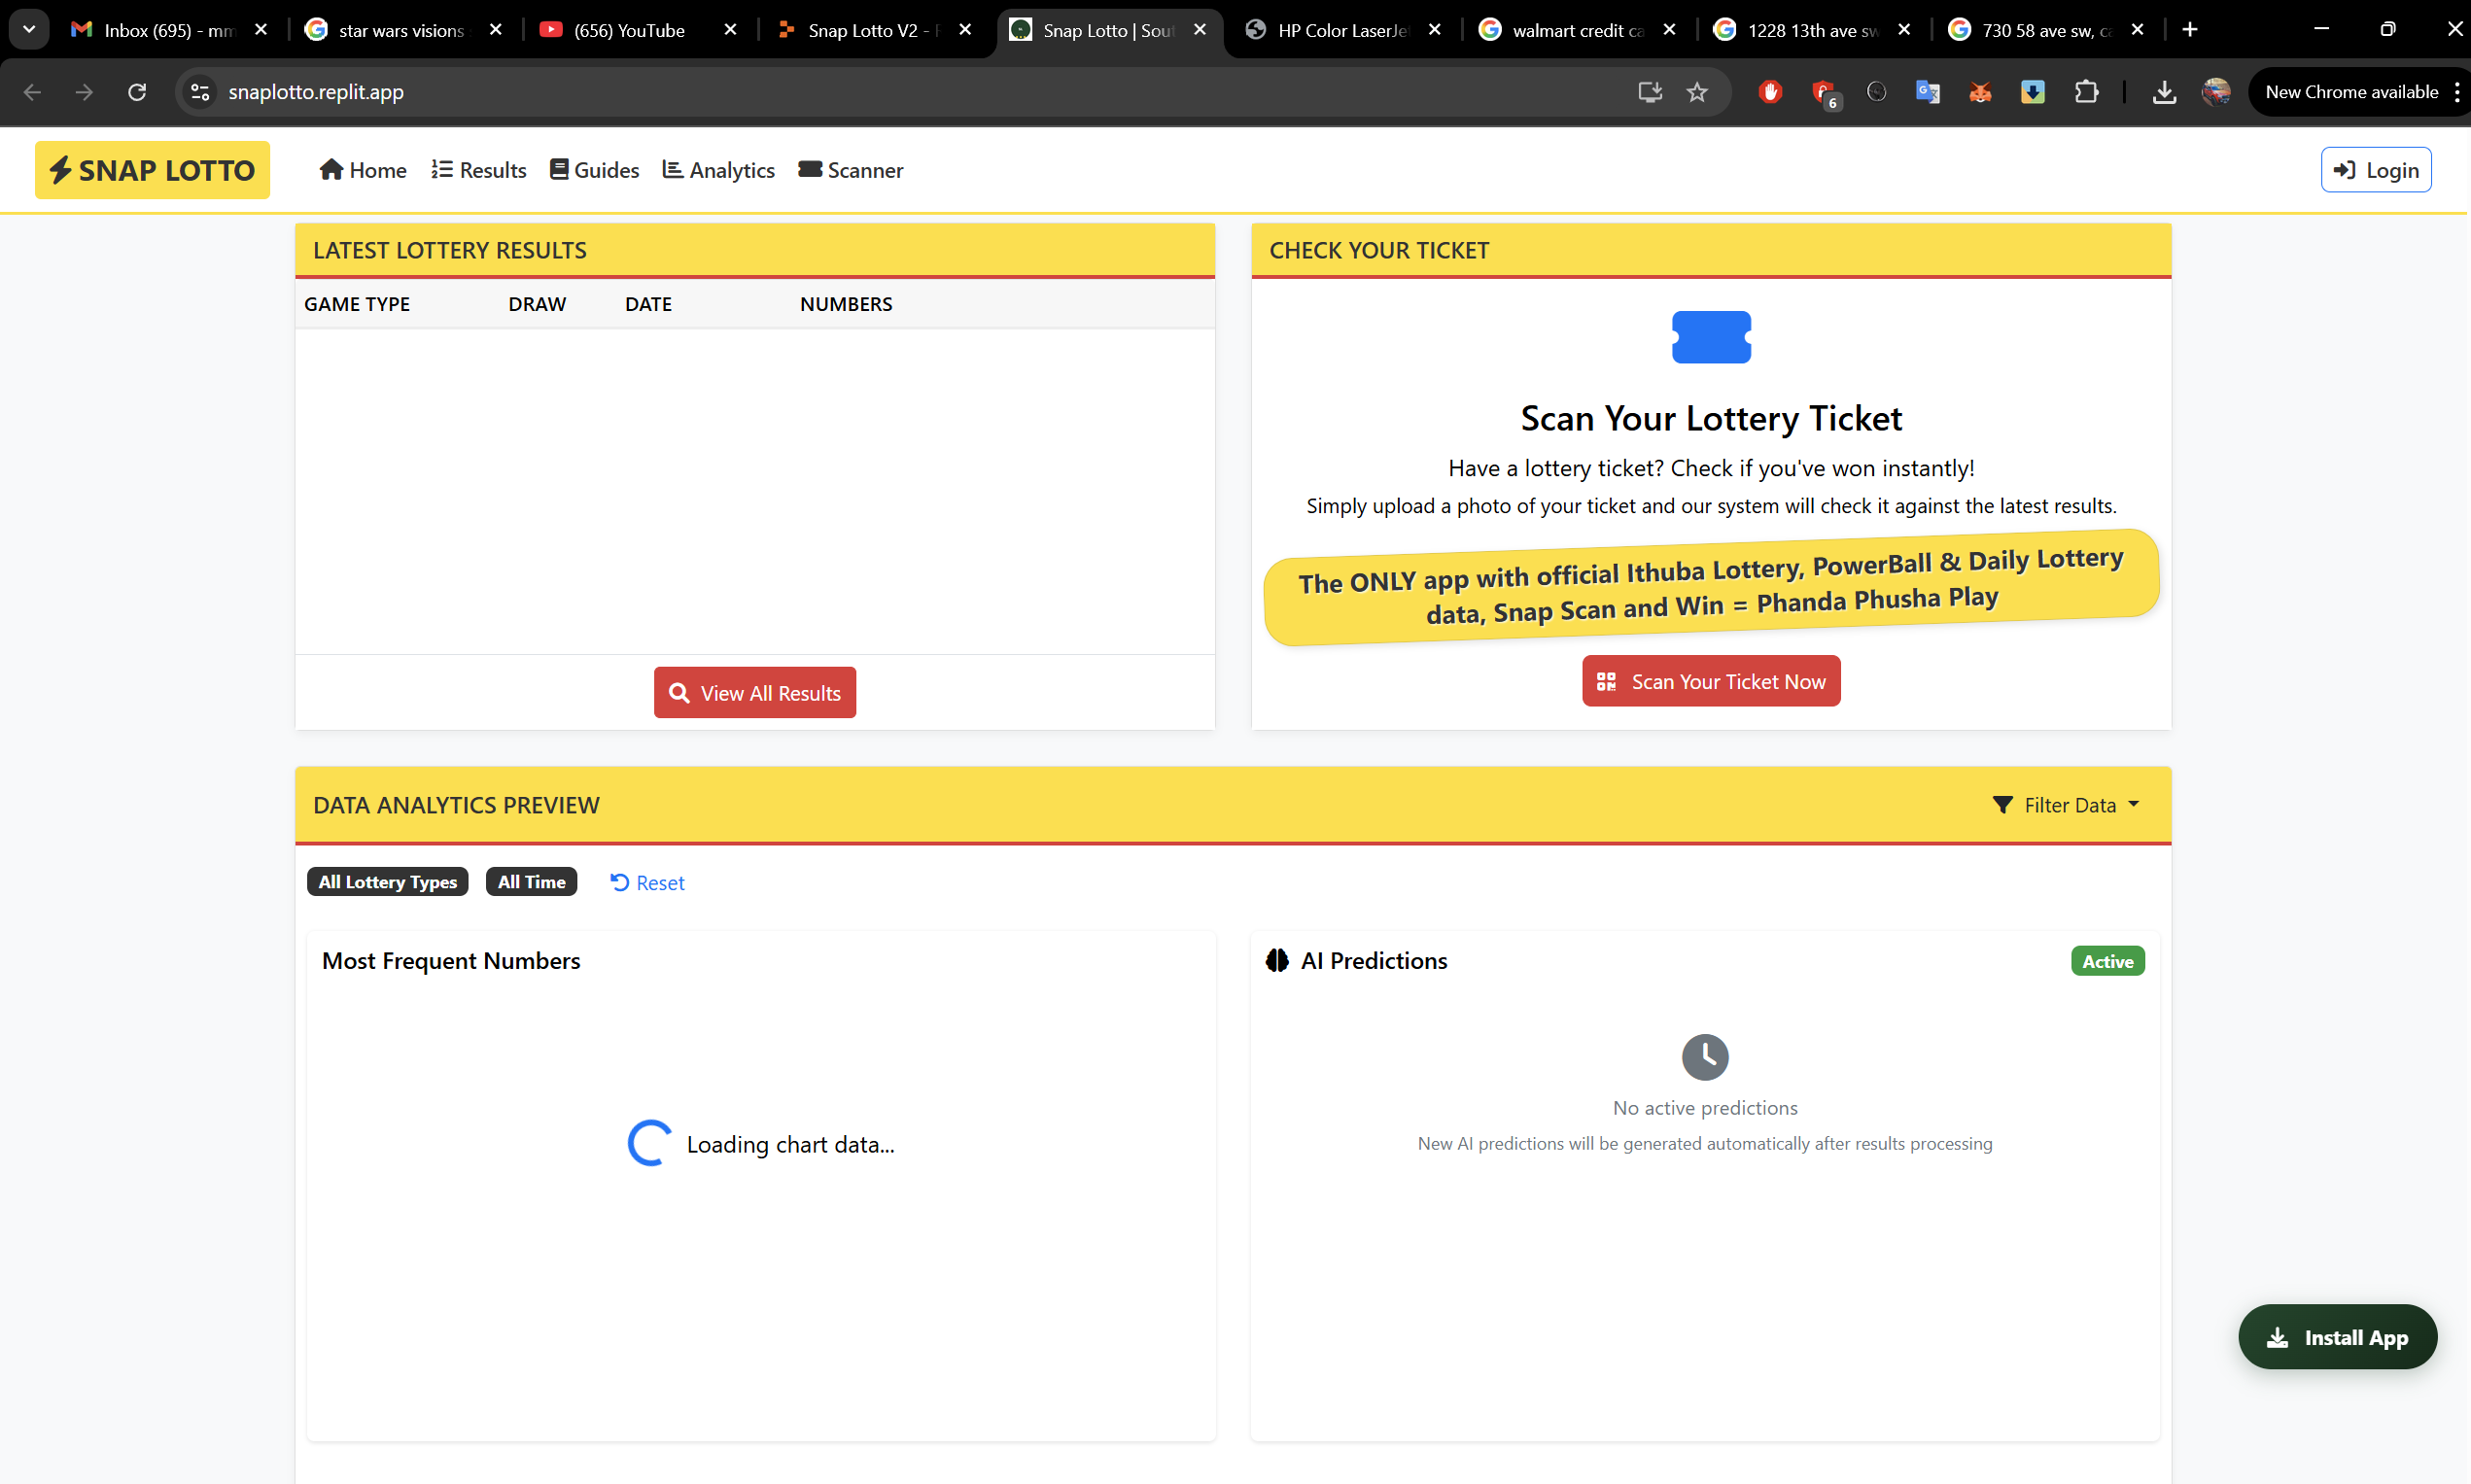 Inbox (695) - mm
star wars visions
(656) YouTube
Snap Lotto V2 -
Snap Lotto | Sou
HP Color LaserJe
walmart credit ca
1228 13th ave sw
730 58 ave sw, ca
snaplotto.replit.app
6
New Chrome available
SNAP LOTTO
Home
Results
Guides
Analytics
Scanner
Login
LATEST LOTTERY RESULTS
GAME TYPE DRAW DATE NUMBERS
View All Results
CHECK YOUR TICKET
Scan Your Lottery Ticket
Have a lottery ticket? Check if you've won instantly!
Simply upload a photo of your ticket and our system will check it against the latest results.
The ONLY app with official Ithuba Lottery, PowerBall & Daily Lottery
data, Snap Scan and Win = Phanda Phusha Play
Scan Your Ticket Now
DATA ANALYTICS PREVIEW
Filter Data
All Lottery Types
All Time
Reset
Most Frequent Numbers
Loading chart data...
AI Predictions
Active
No active predictions
New AI predictions will be generated automatically after results processing
Install App